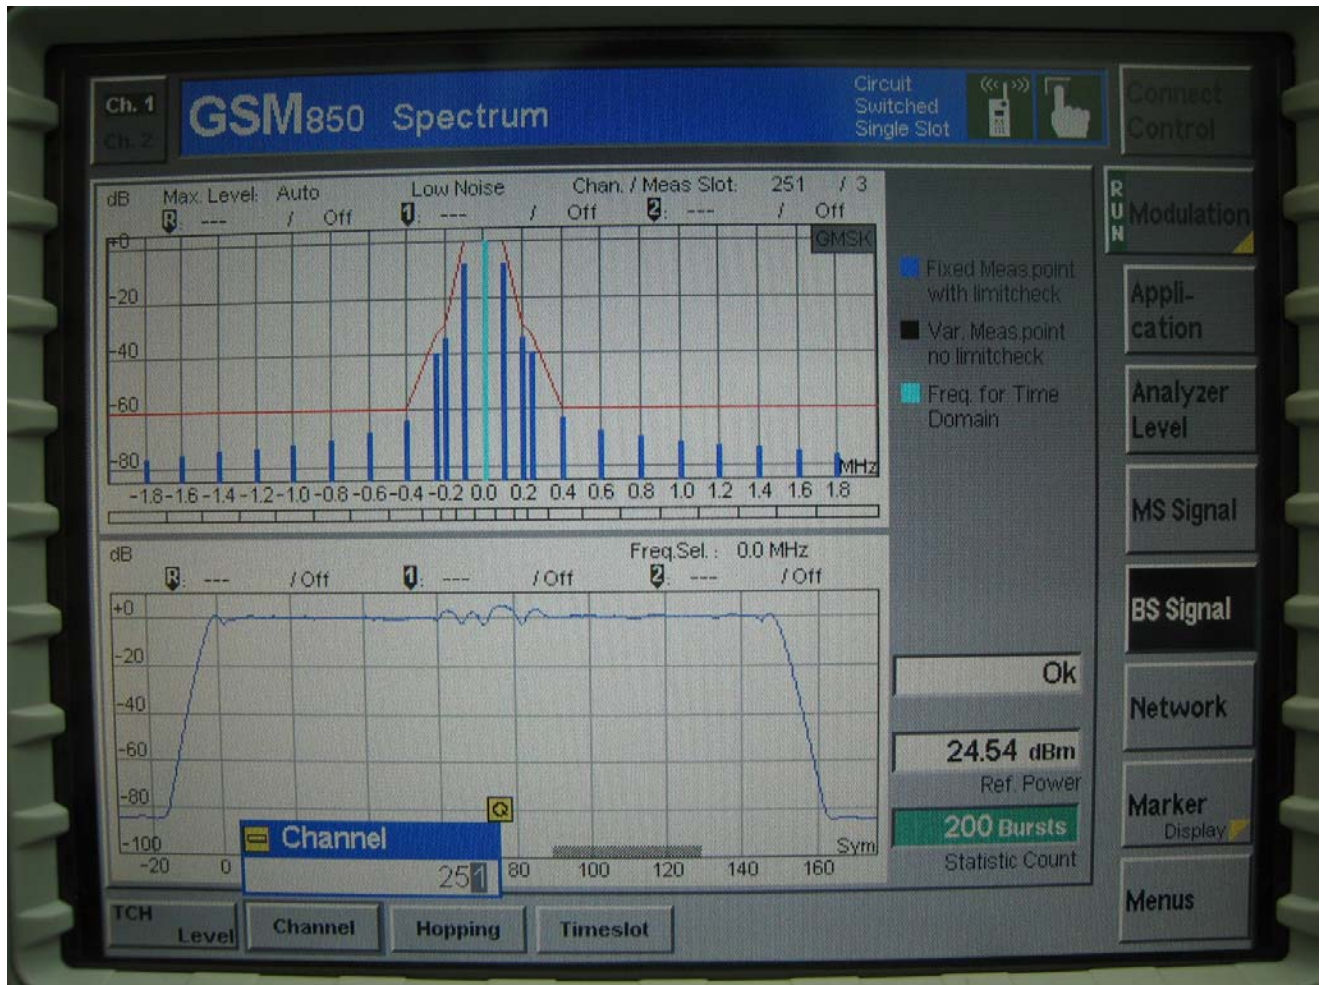 Ch. 1
Ch. 2
GSM850 Spectrum
Circuit
Switched
Single Slot
Connect
Control
dB Max. Level: Auto Low Noise Chan. / Meas Slot: 251 / 3
R: --- / Off 1: --- / Off 2: --- / Off
GMSK
+0
-20
-40
-60
-80
MHz
-1.8 -1.6 -1.4 -1.2 -1.0 -0.8 -0.6 -0.4 -0.2 0.0 0.2 0.4 0.6 0.8 1.0 1.2 1.4 1.6 1.8
Fixed Meas.point
with limitcheck
Var. Meas.point
no limitcheck
Freq. for Time
Domain
dB Freq.Sel. : 0.0 MHz
R: --- / Off 1: --- / Off 2: --- / Off
+0
-20
-40
-60
-80
-100
Sym
-20 0 80 100 120 140 160
Channel
251
Ok
24.54 dBm
Ref. Power
200 Bursts
Statistic Count
RUN
Modulation
Appli-
cation
Analyzer
Level
MS Signal
BS Signal
Network
Marker
Display
Menus
TCH
Level
Channel
Hopping
Timeslot